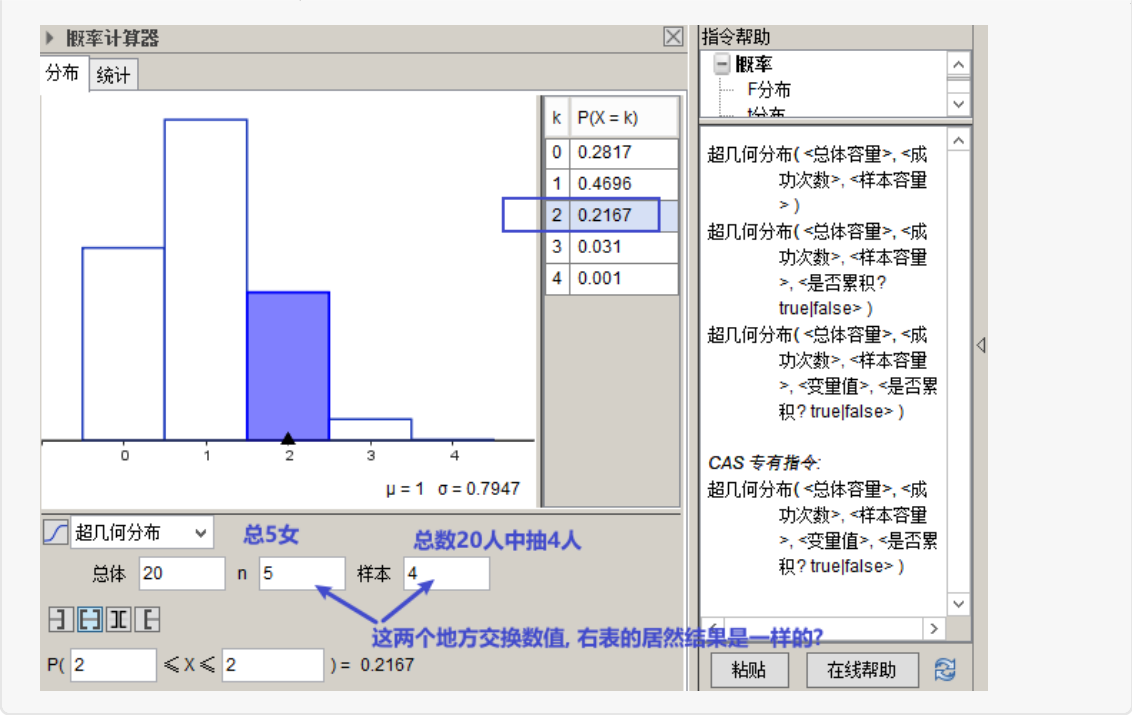 概率计算器
分布 统计
k P(X = k)
0 0.2817
1 0.4696
2 0.2167
3 0.031
4 0.001
0 1 2 3 4
μ = 1 σ = 0.7947
超几何分布
总5女
总数20人中抽4人
总体 20 n 5 样本 4
这两个地方交换数值, 右表的居然结果是一样的?
P( 2 ≤ X ≤ 2 ) = 0.2167
指令帮助
概率
F分布
t分布
超几何分布( <总体容量>, <成
功次数>, <样本容量
> )
超几何分布( <总体容量>, <成
功次数>, <样本容量
>, <是否累积?
true|false> )
超几何分布( <总体容量>, <成
功次数>, <样本容量
>, <变量值>, <是否累
积? true|false> )
CAS 专有指令:
超几何分布( <总体容量>, <成
功次数>, <样本容量
>, <变量值>, <是否累
积? true|false> )
粘贴 在线帮助